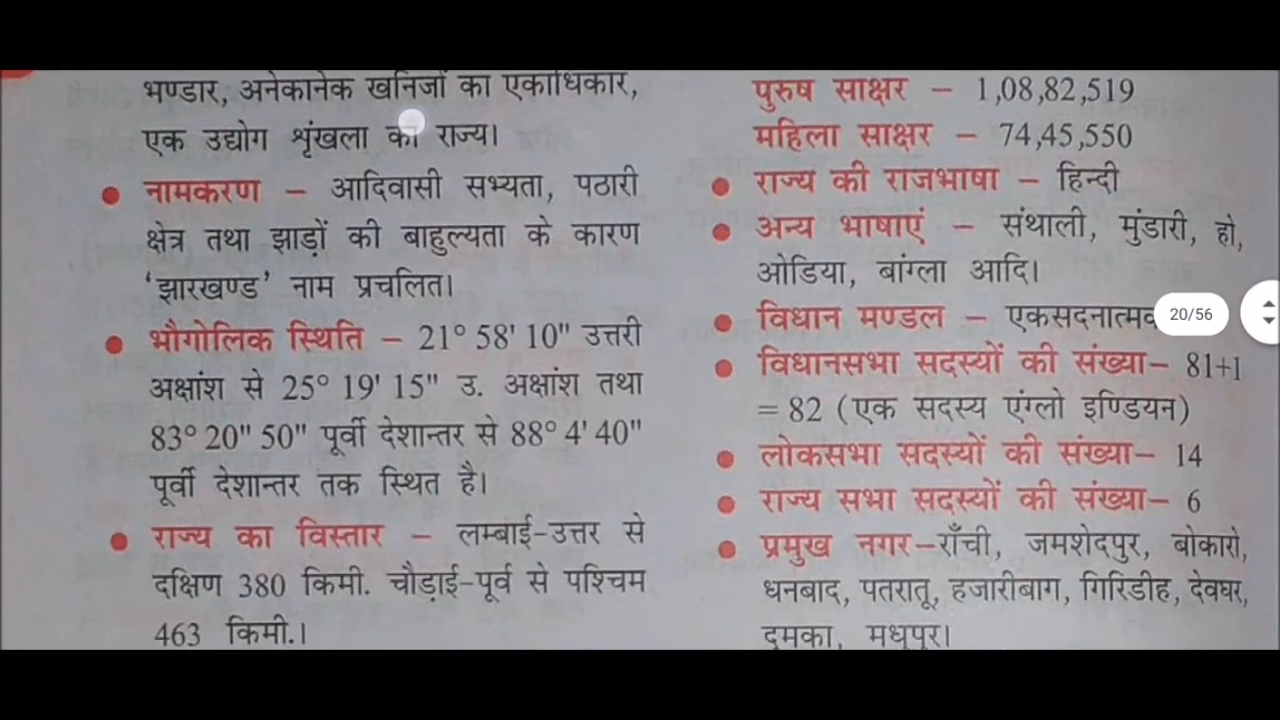 भण्डार, अनेकानेक खनिजों का एकाधिकार,
एक उद्योग शृंखला का राज्य।
● नामकरण – आदिवासी सभ्यता, पठारी
क्षेत्र तथा झाड़ों की बाहुल्यता के कारण
‘झारखण्ड’ नाम प्रचलित।
● भौगोलिक स्थिति – 21° 58' 10" उत्तरी
अक्षांश से 25° 19' 15" उ. अक्षांश तथा
83° 20" 50" पूर्वी देशान्तर से 88° 4' 40"
पूर्वी देशान्तर तक स्थित है।
● राज्य का विस्तार – लम्बाई-उत्तर से
दक्षिण 380 किमी. चौड़ाई-पूर्व से पश्चिम
463 किमी.।
पुरुष साक्षर – 1,08,82,519
महिला साक्षर – 74,45,550
● राज्य की राजभाषा – हिन्दी
● अन्य भाषाएं – संथाली, मुंडारी, हो,
ओडिया, बांग्ला आदि।
● विधान मण्डल – एकसदनात्मक
20/56
● विधानसभा सदस्यों की संख्या– 81+1
= 82 (एक सदस्य एंग्लो इण्डियन)
● लोकसभा सदस्यों की संख्या– 14
● राज्य सभा सदस्यों की संख्या– 6
● प्रमुख नगर–राँची, जमशेदपुर, बोकारो,
धनबाद, पतरातू, हजारीबाग, गिरिडीह, देवघर,
दुमका, मधुपुर।